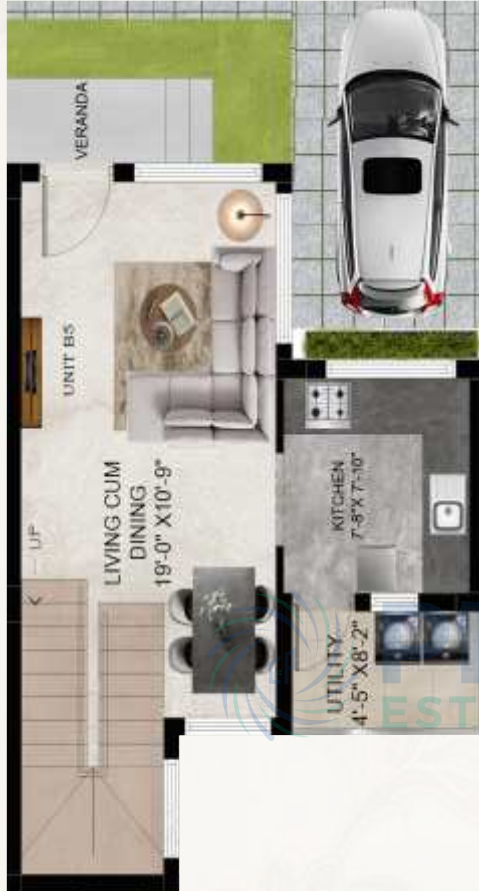 VERANDA
UNIT B5
UP
LIVING CUM
DINING
19'-0" X10'-9"
KITCHEN
7'-8"X 7'-10"
UTILITY
4'-5" X8'-2"
EST